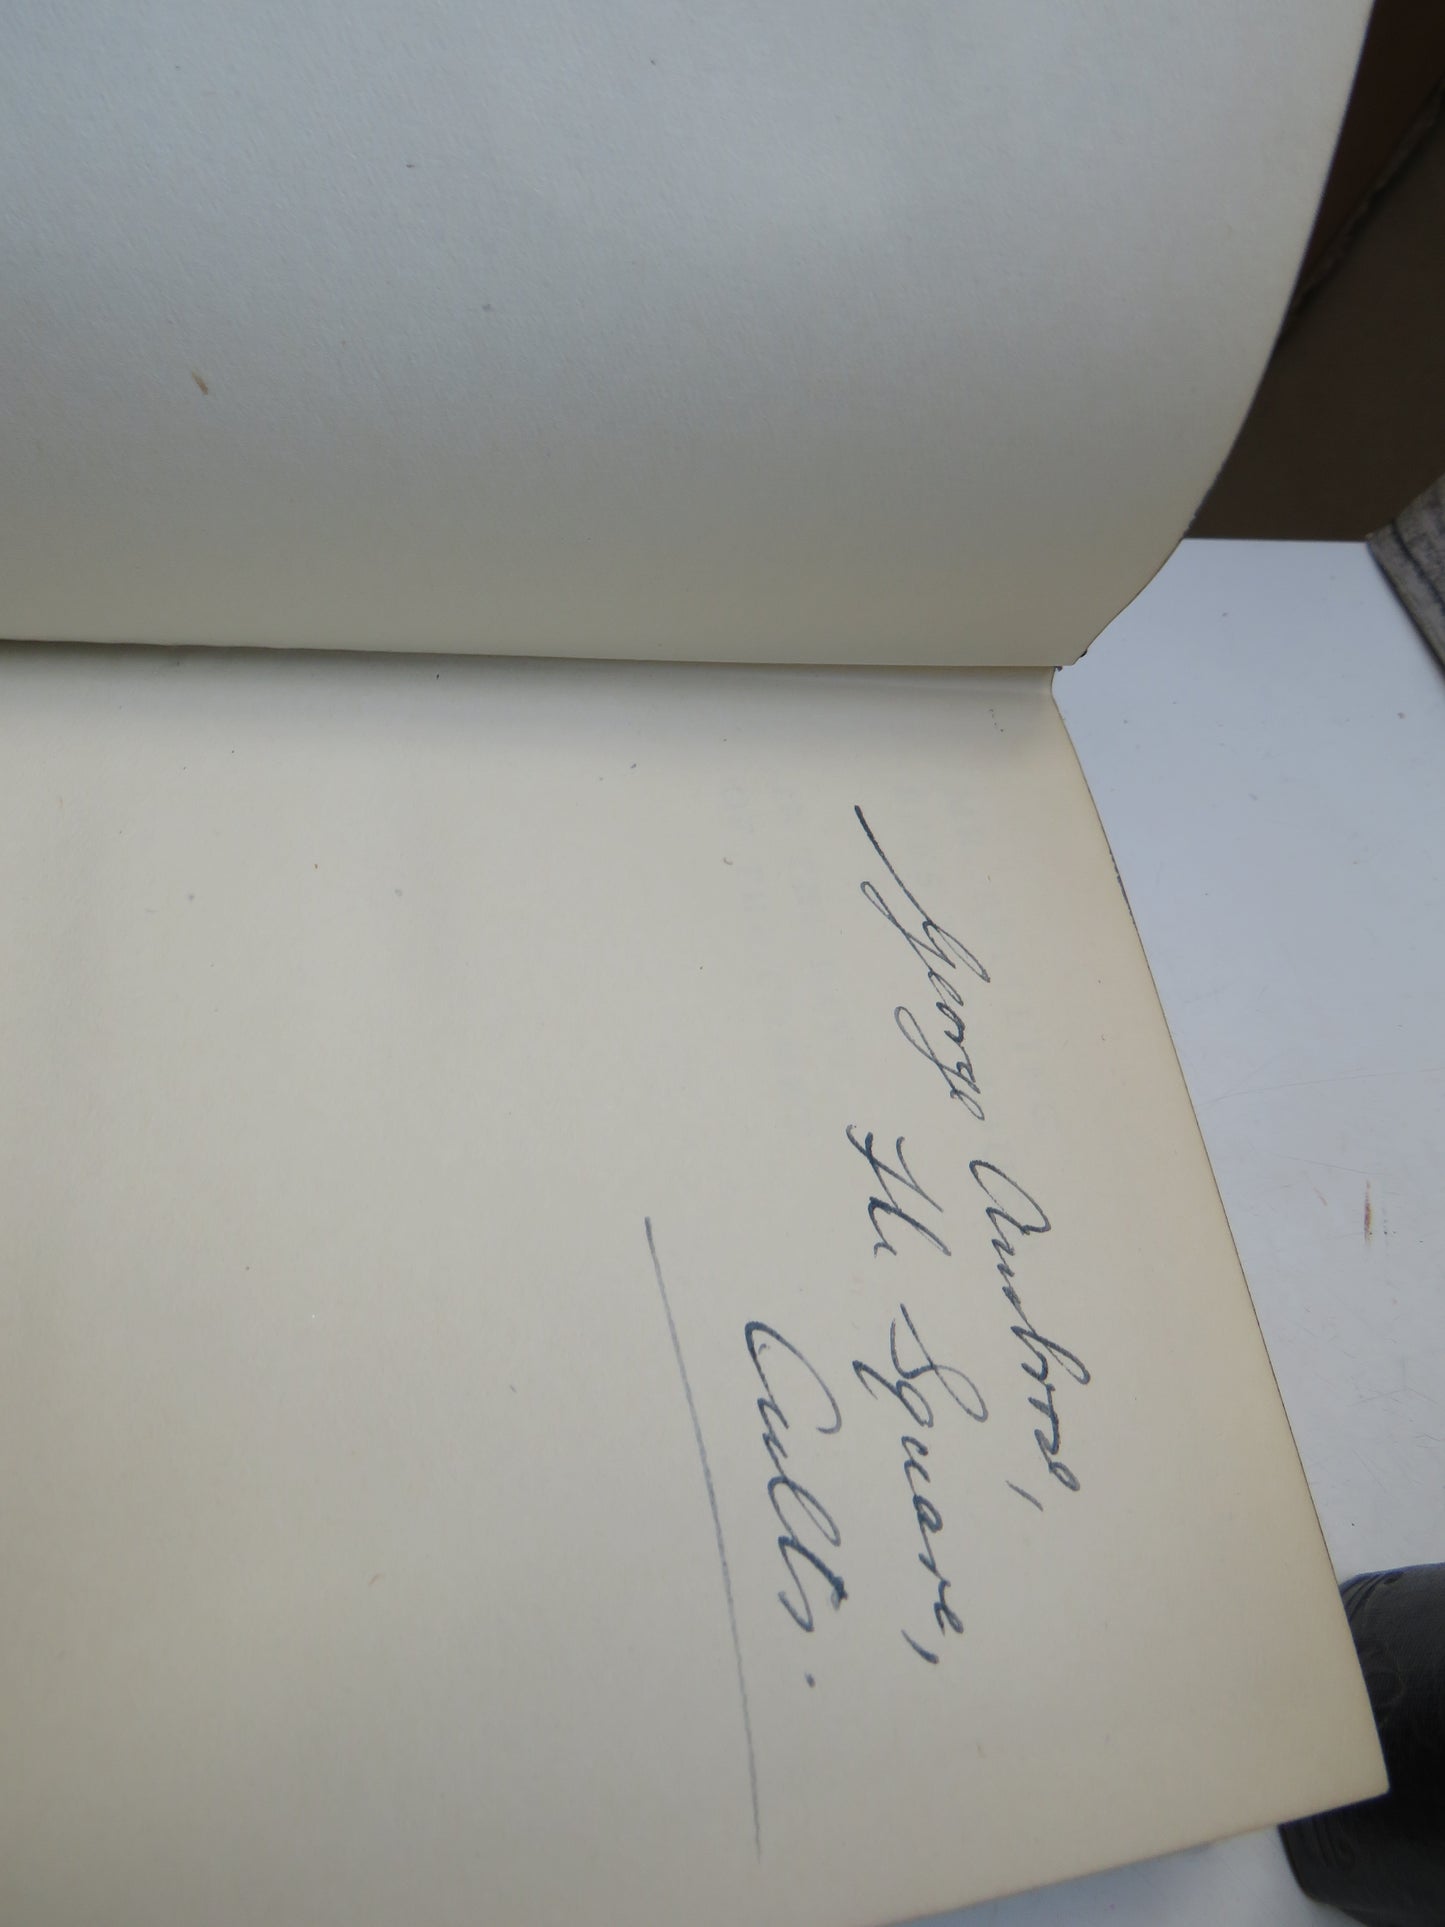 George Ambrose,
The Square,
Cults.